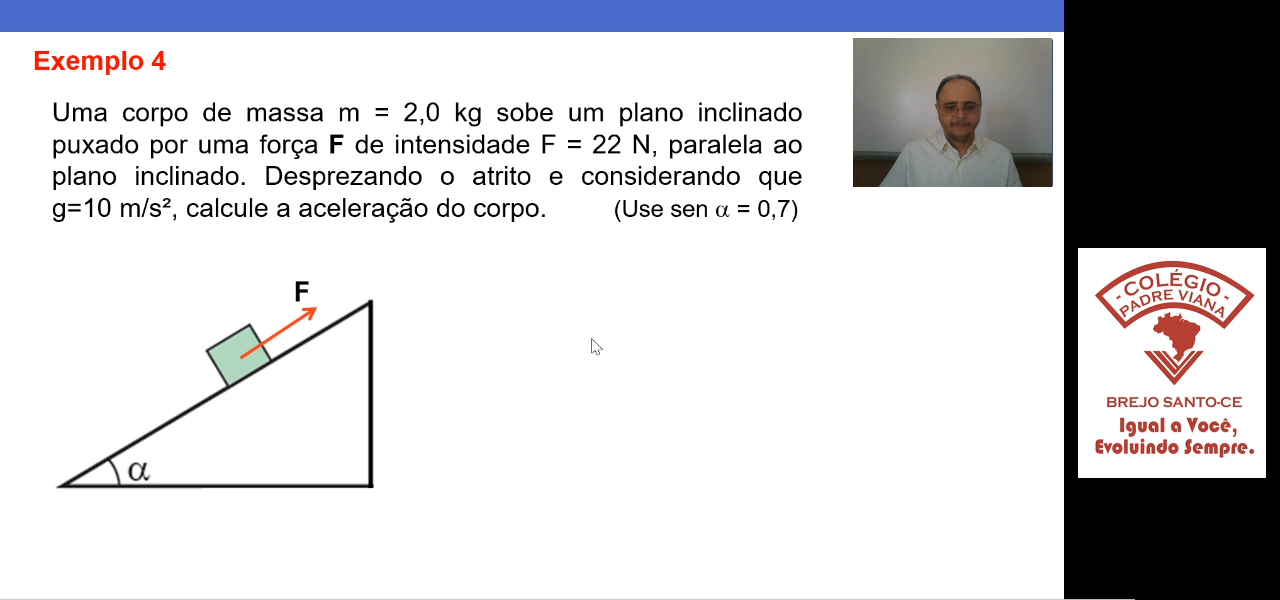 Exemplo 4
Uma corpo de massa m = 2,0 kg sobe um plano inclinado
puxado por uma força F de intensidade F = 22 N, paralela ao
plano inclinado. Desprezando o atrito e considerando que
g=10 m/s², calcule a aceleração do corpo. (Use sen α = 0,7)
F
α
- COLÉGIO -
PADRE VIANA
BREJO SANTO-CE
Igual a Você,
Evoluindo Sempre.